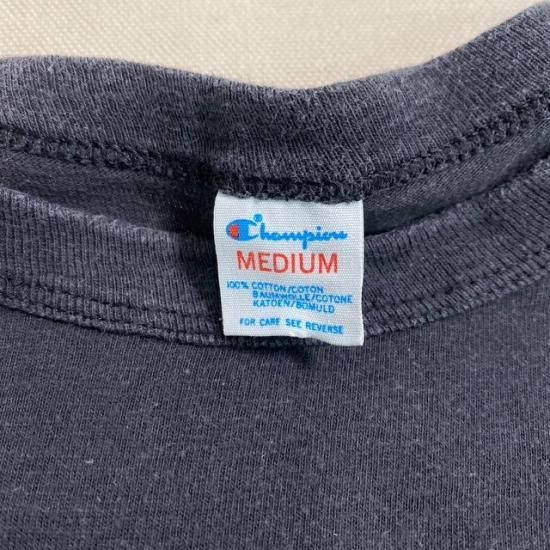 Champion
MEDIUM
100% COTTON/COTON
BAUMWOLLE/COTONE
KATOEN/BOMULD
FOR CARE SEE REVERSE